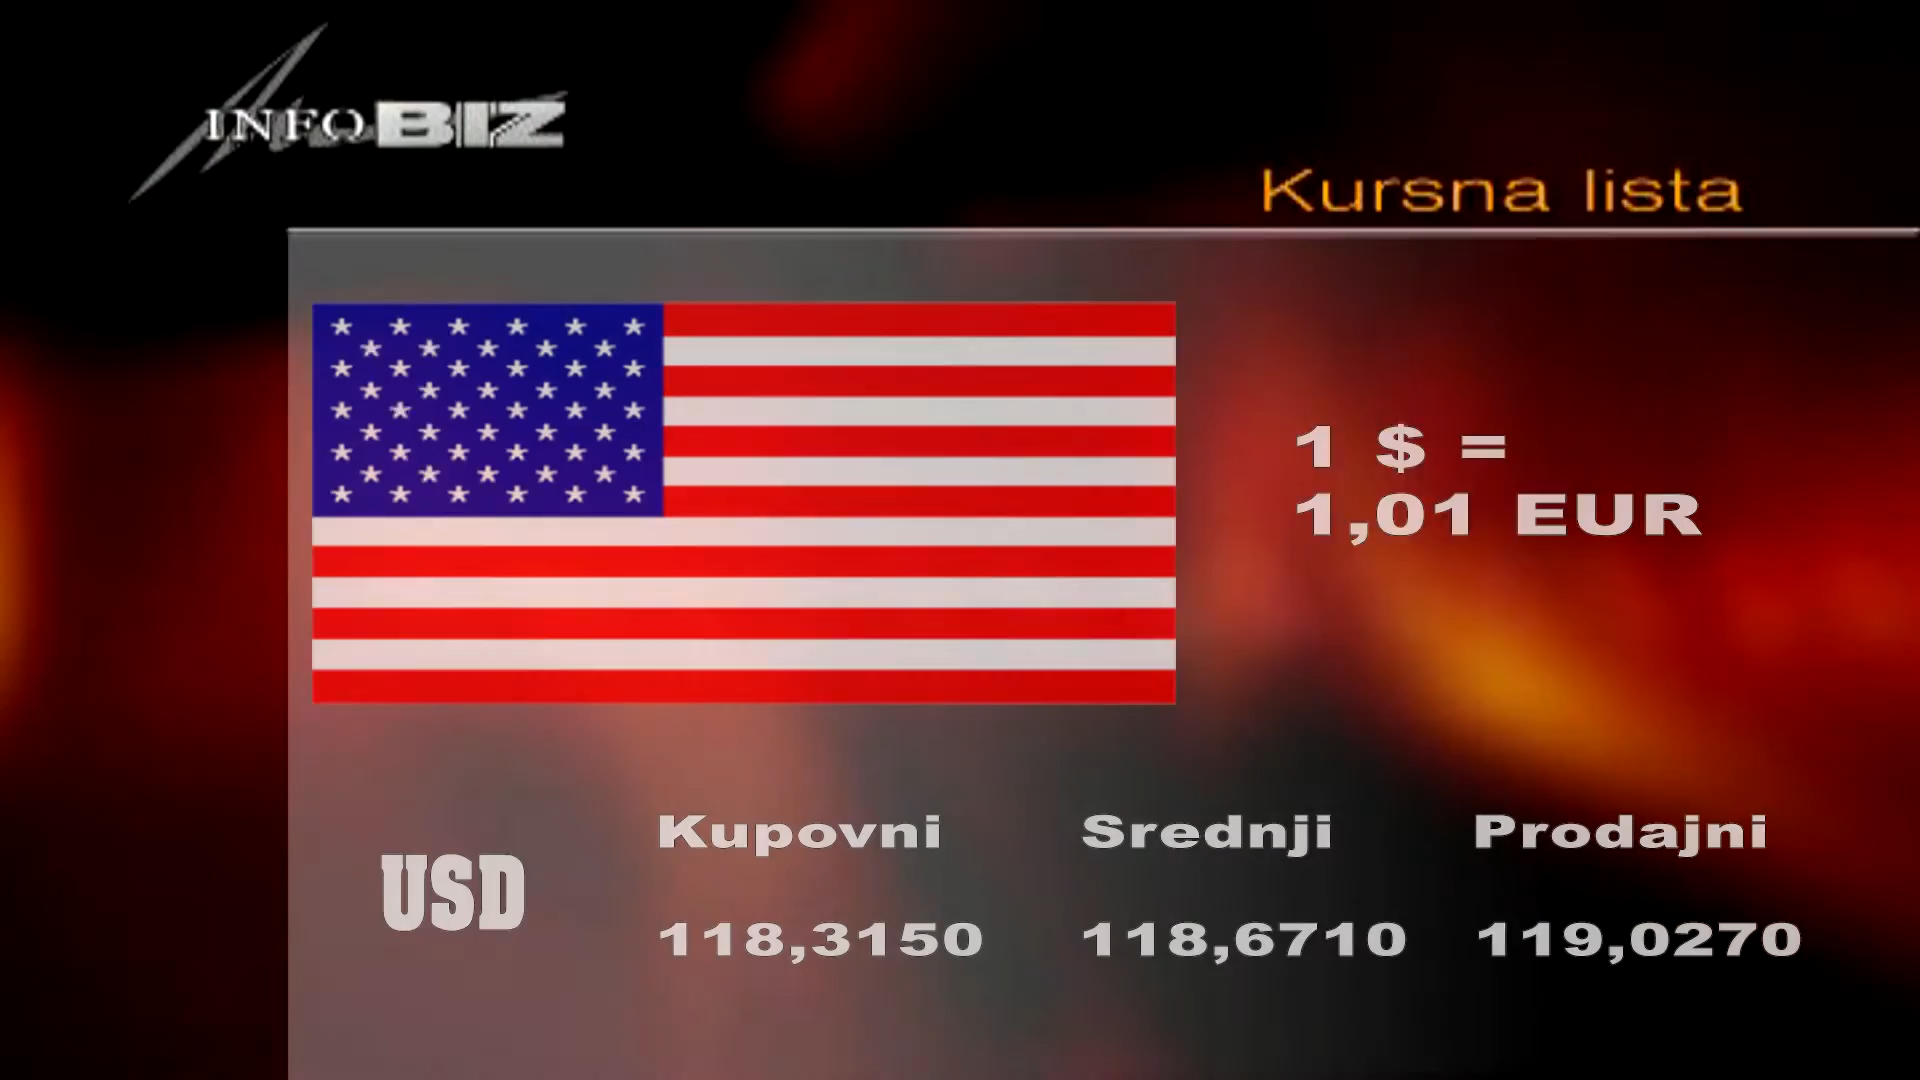 INFO BIZ
Kursna lista
1 $ =
1,01 EUR
Kupovni Srednji Prodajni
USD
118,3150 118,6710 119,0270